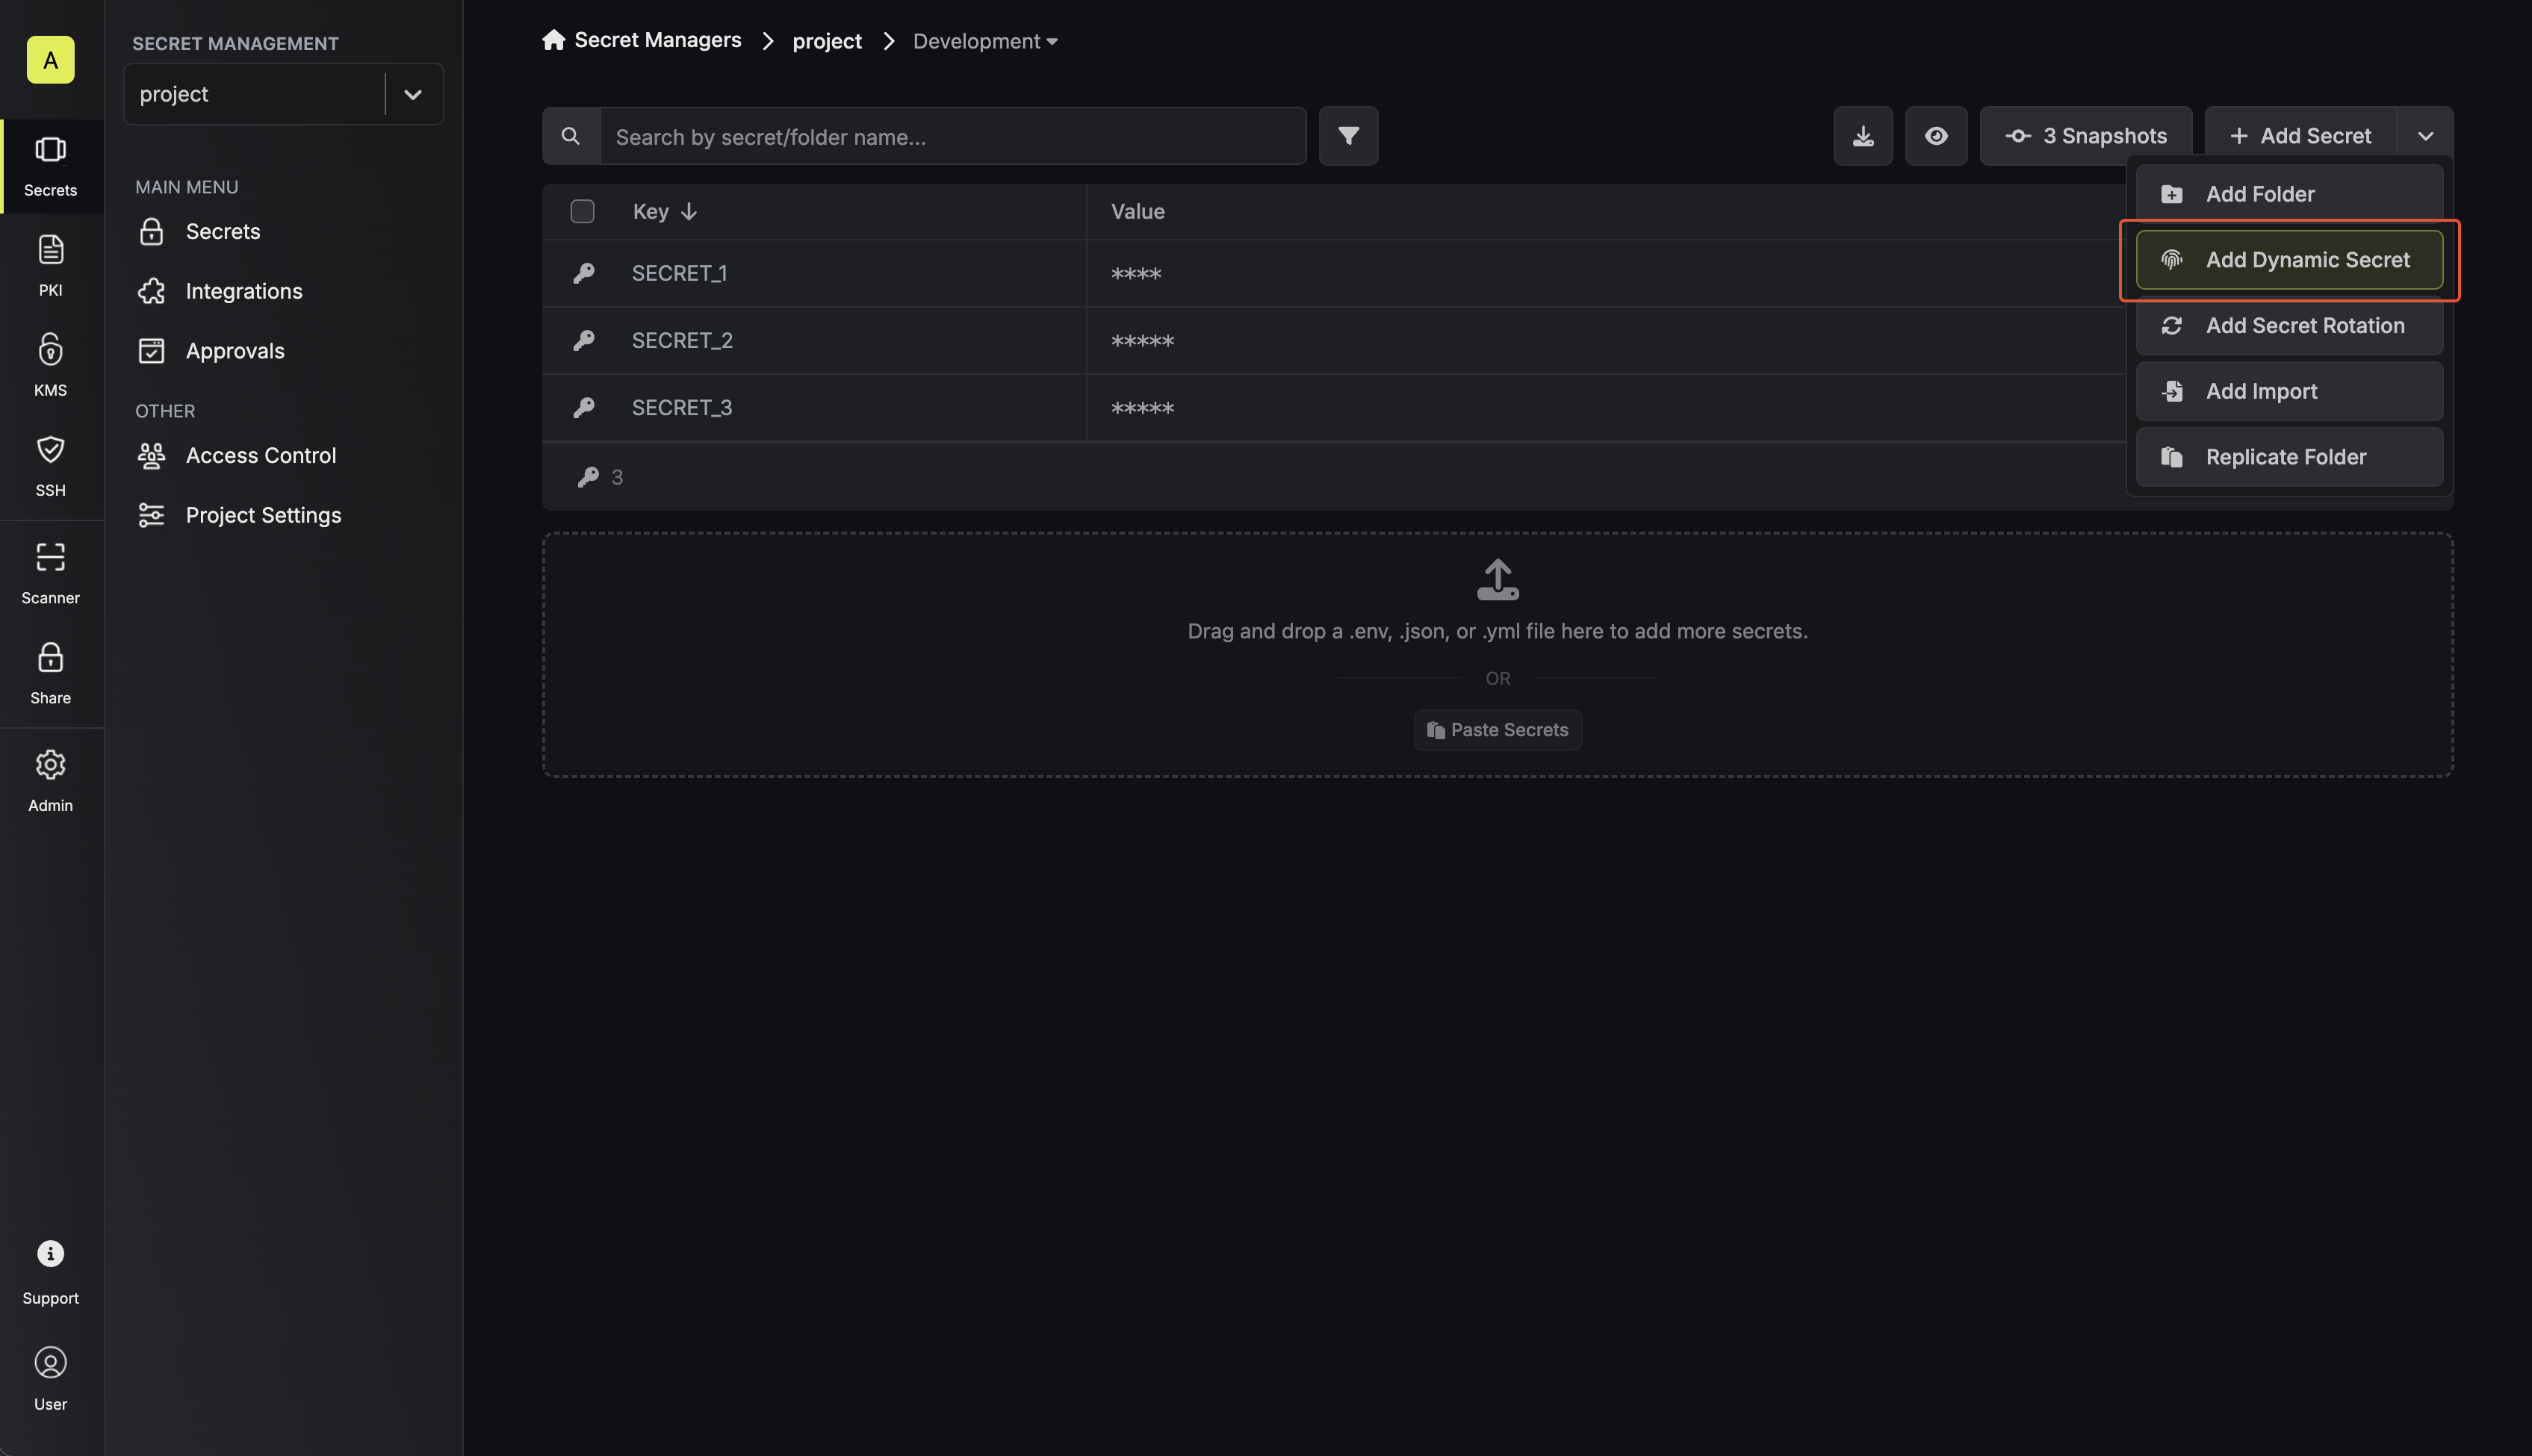 A
Secrets
PKI
KMS
SSH
Scanner
Share
Admin
Support
User
SECRET MANAGEMENT
project
MAIN MENU
Secrets
Integrations
Approvals
OTHER
Access Control
Project Settings
Secret Managers
project
Development
Search by secret/folder name...
3 Snapshots
Add Secret
Add Folder
Add Dynamic Secret
Add Secret Rotation
Add Import
Replicate Folder
Key
Value
SECRET_1
****
SECRET_2
*****
SECRET_3
*****
3
Drag and drop a .env, .json, or .yml file here to add more secrets.
OR
Paste Secrets